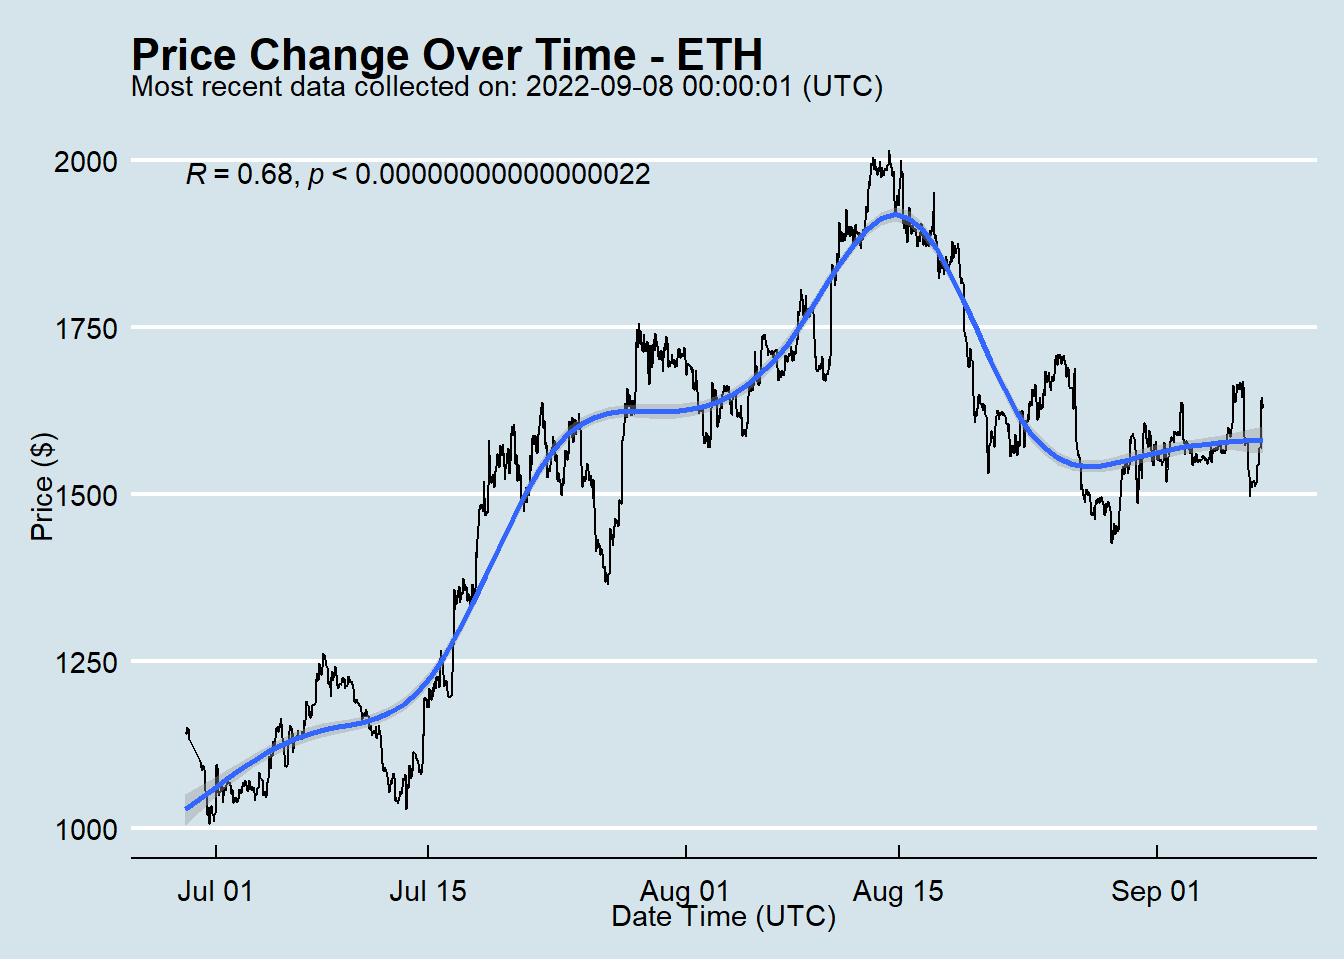 Price Change Over Time - ETH
Most recent data collected on: 2022-09-08 00:00:01 (UTC)
R = 0.68, p < 0.00000000000000022
2000
1750
1500
1250
1000
Price ($)
Jul 01
Jul 15
Aug 01
Aug 15
Sep 01
Date Time (UTC)